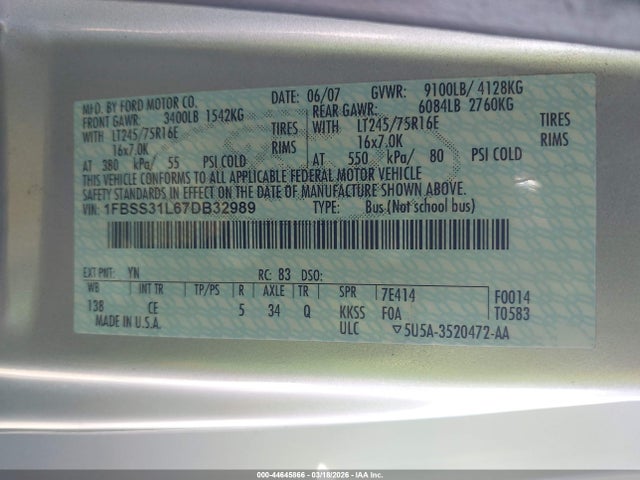 MFD. BY FORD MOTOR CO.
DATE: 06/07 GVWR: 9100LB/ 4128KG
FRONT GAWR: 3400LB 1542KG
REAR GAWR: 6084LB 2760KG
WITH LT245/75R16E TIRES
WITH LT245/75R16E TIRES
16x7.0K RIMS
16x7.0K RIMS
AT 380 kPa/ 55 PSI COLD
AT 550 kPa/ 80 PSI COLD
THIS VEHICLE CONFORMS TO ALL APPLICABLE FEDERAL MOTOR VEHICLE
SAFETY STANDARDS IN EFFECT ON THE DATE OF MANUFACTURE SHOWN ABOVE.
VIN: 1FBSS31L67DB32989 TYPE: Bus (Not school bus)
EXT PNT: YN RC: 83 DSO:
WB INT TR TP/PS R AXLE TR SPR 7E414 F0014
138 CE 5 34 Q KKSS F0A T0583
MADE IN U.S.A. ULC ▽5U5A-3520472-AA
000-44645866 03/18/2026 IAAI.COM